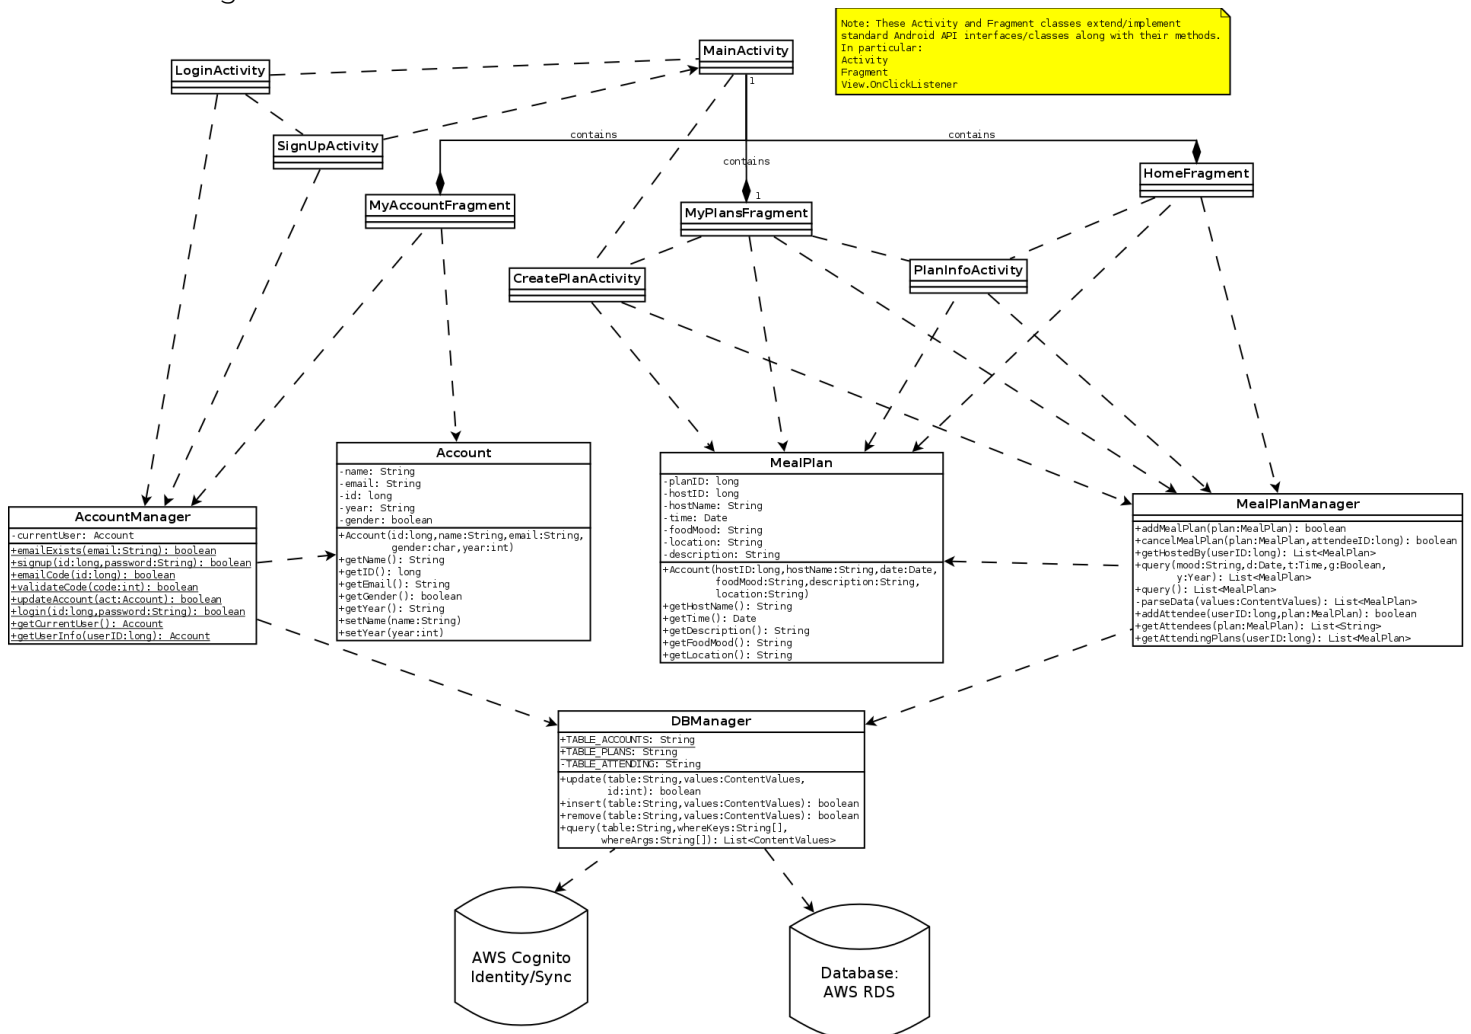 Note: These Activity and Fragment classes extend/implement
standard Android API interfaces/classes along with their methods.
In particular:
Activity
Fragment
View.OnClickListener
MainActivity
LoginActivity
1
SignUpActivity
contains
contains
contains
HomeFragment
MyAccountFragment
1
MyPlansFragment
CreatePlanActivity
PlanInfoActivity
Account
-name: String
-email: String
-id: long
-year: String
-gender: boolean
+Account(id:long,name:String,email:String,
gender:char,year:int)
+getName(): String
+getID(): long
+getEmail(): String
+getGender(): boolean
+getYear(): String
+setName(name:String)
+setYear(year:int)
MealPlan
-planID: long
-hostID: long
-hostName: String
-time: Date
-foodMood: String
-location: String
-description: String
+Account(hostID:long,hostName:String,date:Date,
foodMood:String,description:String,
location:String)
+getHostName(): String
+getTime(): Date
+getDescription(): String
+getFoodMood(): String
+getLocation(): String
MealPlanManager
+addMealPlan(plan:MealPlan): boolean
+cancelMealPlan(plan:MealPlan,attendeeID:long): boolean
+getHostedBy(userID:long): List<MealPlan>
+query(mood:String,d:Date,t:Time,g:Boolean,
y:Year): List<MealPlan>
+query(): List<MealPlan>
-parseData(values:ContentValues): List<MealPlan>
+addAttendee(userID:long,plan:MealPlan): boolean
+getAttendees(plan:MealPlan): List<String>
+getAttendingPlans(userID:long): List<MealPlan>
AccountManager
-currentUser: Account
+emailExists(email:String): boolean
+signup(id:long,password:String): boolean
+emailCode(id:long): boolean
+validateCode(code:int): boolean
+updateAccount(act:Account): boolean
+login(id:long,password:String): boolean
+getCurrentUser(): Account
+getUserInfo(userID:long): Account
DBManager
+TABLE_ACCOUNTS: String
+TABLE_PLANS: String
-TABLE_ATTENDING: String
+update(table:String,values:ContentValues,
id:int): boolean
+insert(table:String,values:ContentValues): boolean
+remove(table:String,values:ContentValues): boolean
+query(table:String,whereKeys:String[],
whereArgs:String[]): List<ContentValues>
AWS Cognito
Identity/Sync
Database:
AWS RDS